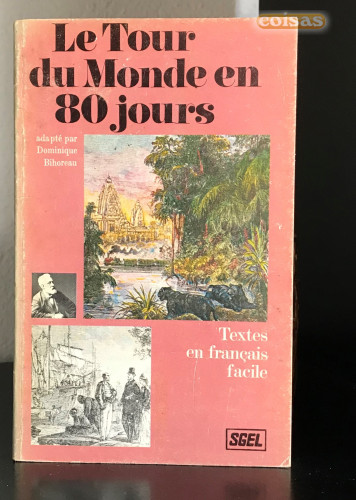 coisas
Le Tour
du Monde en
80 jours
adapté par
Dominique
Bihoreau
Textes
en français
facile
SGEL